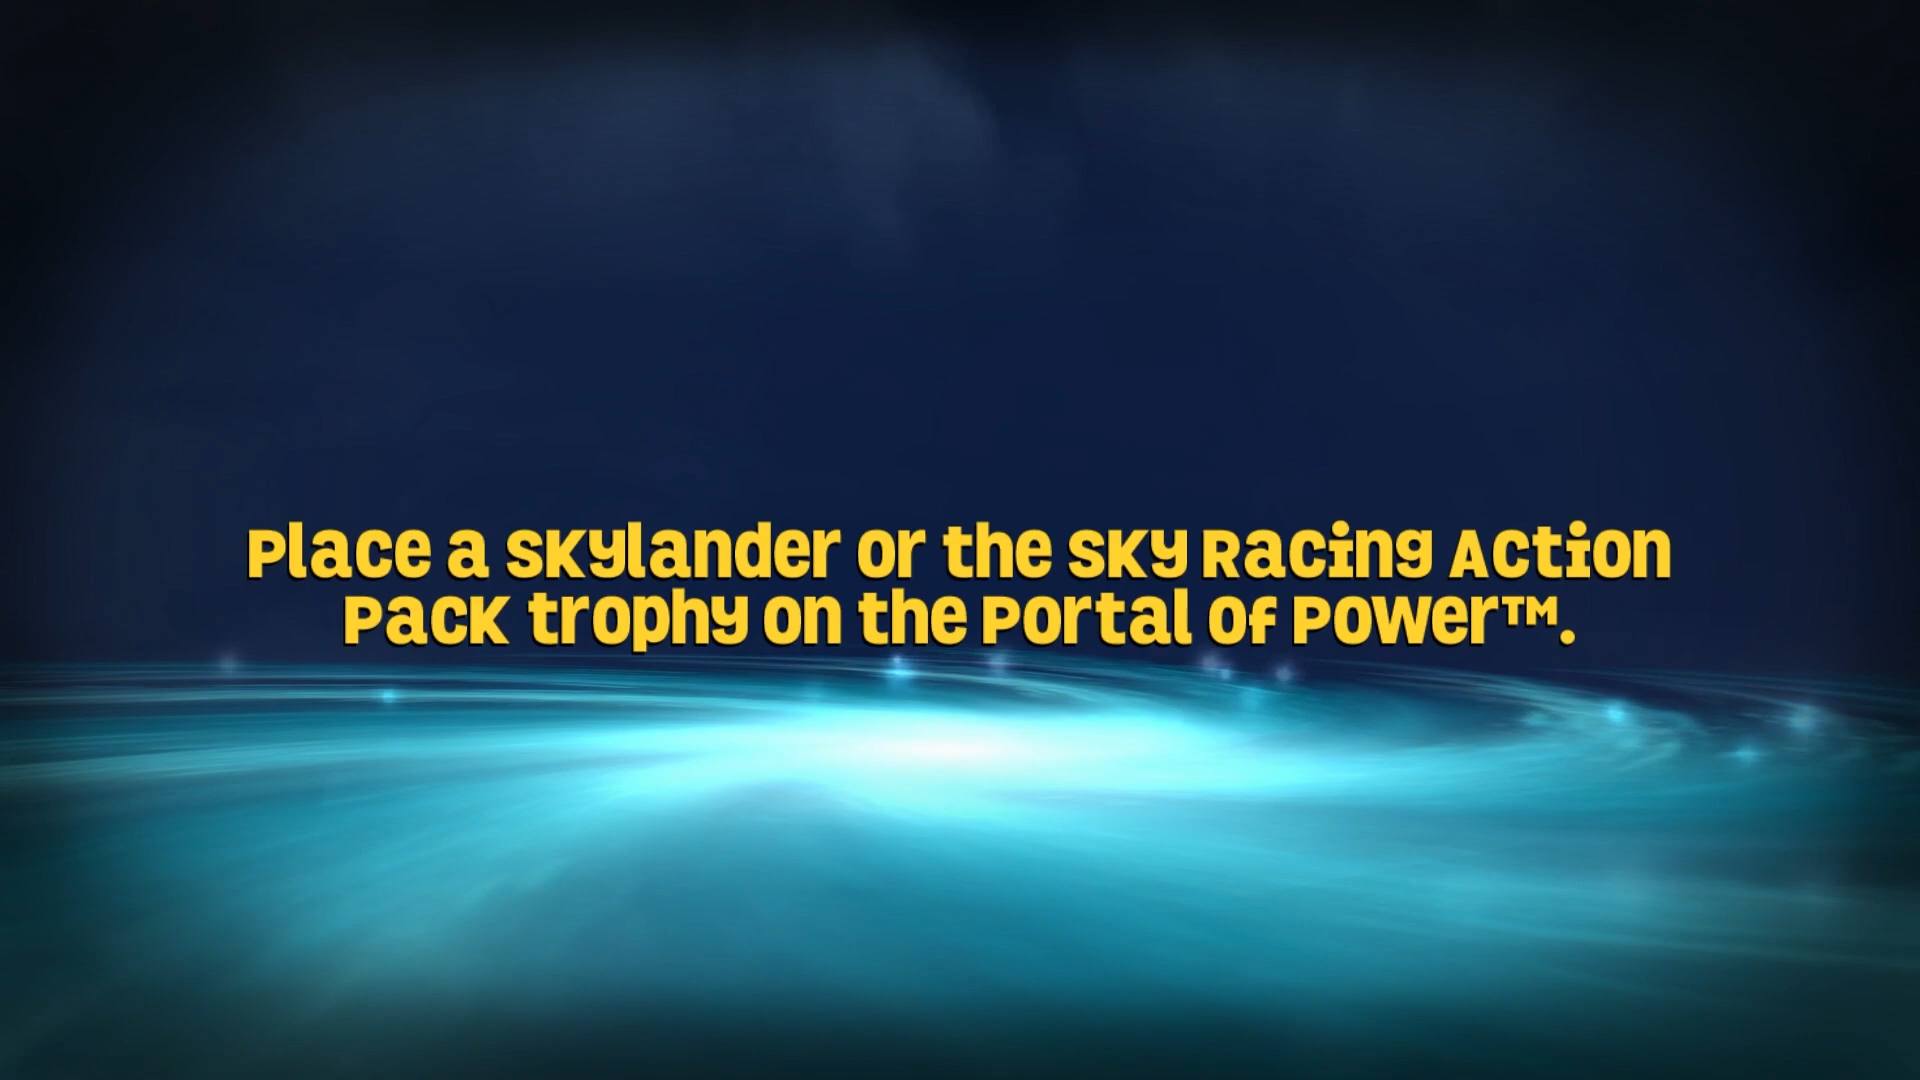 Place a Skylander or the Sky Racing Action
Pack trophy on the Portal of Power™.